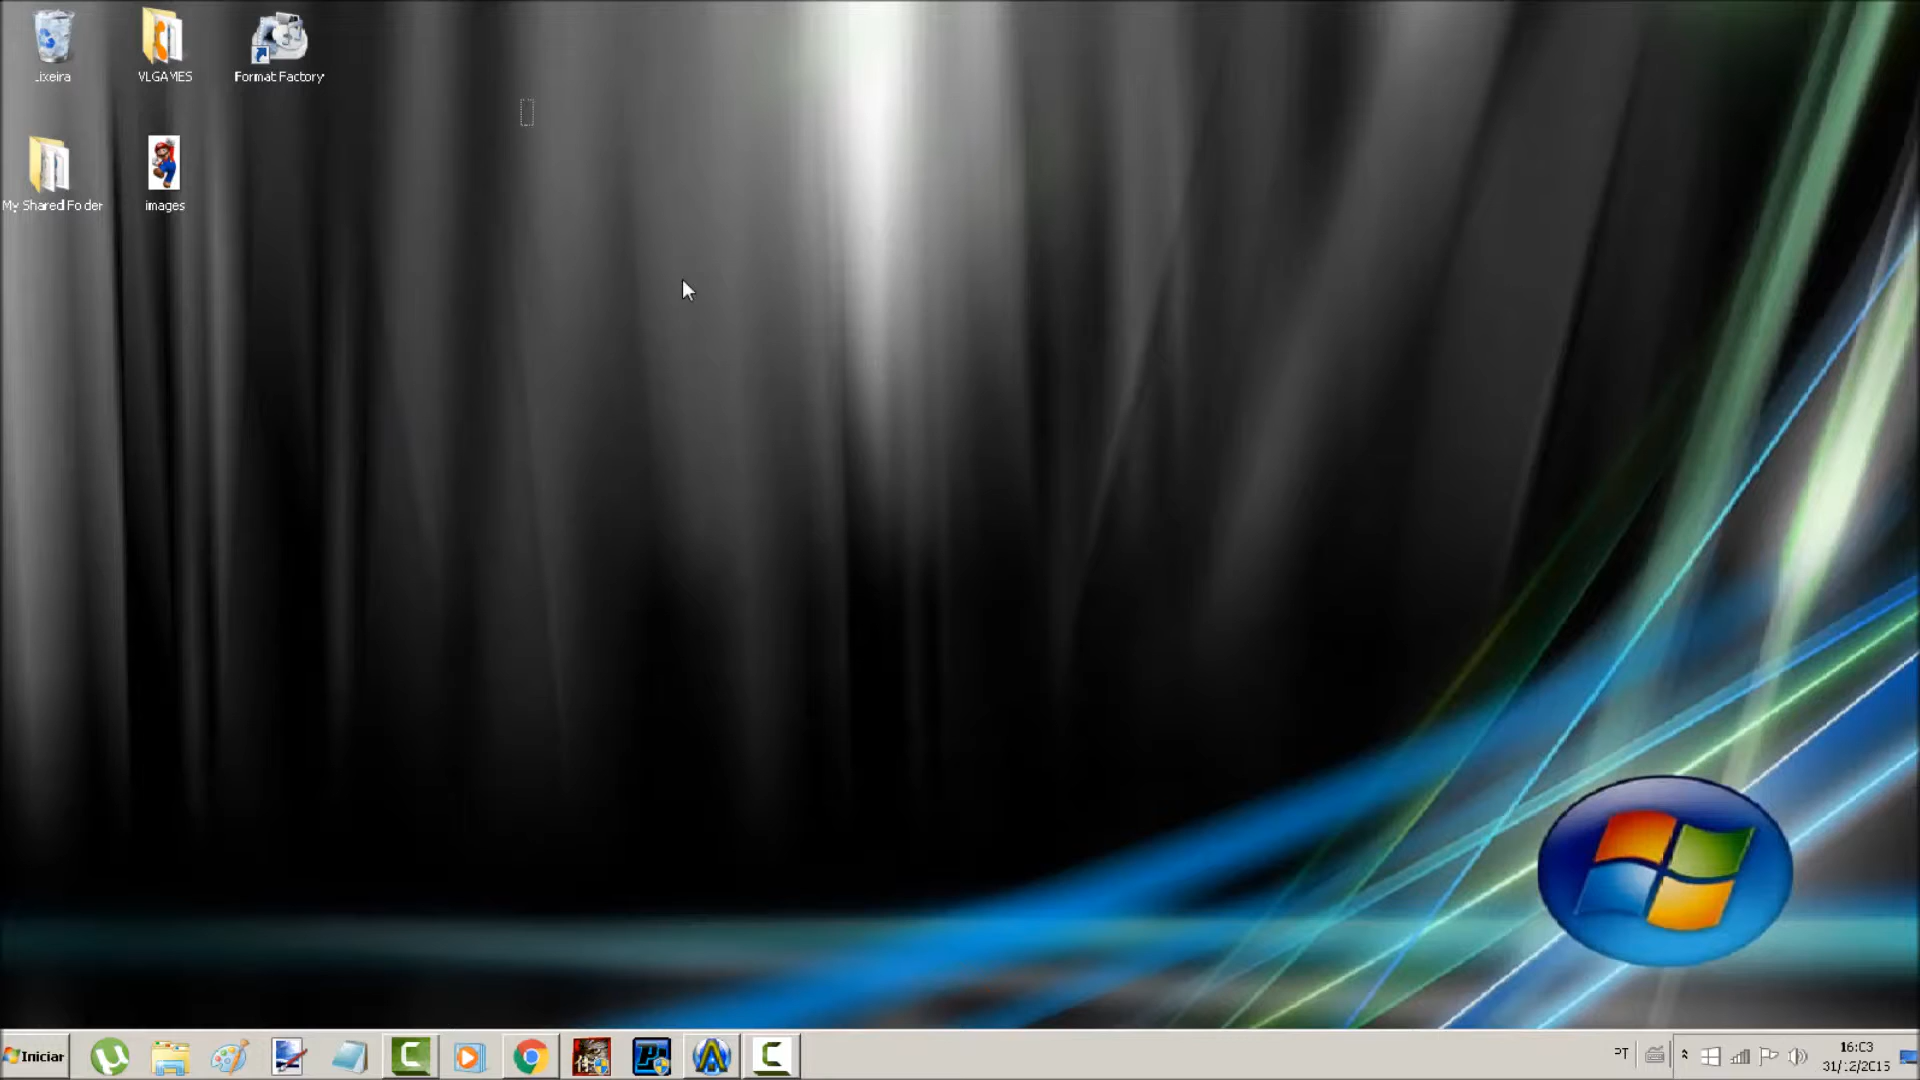 Lixeira
VLGAMES
Format Factory
My Shared Folder
images
Iniciar
PT
16:03
31/12/2015